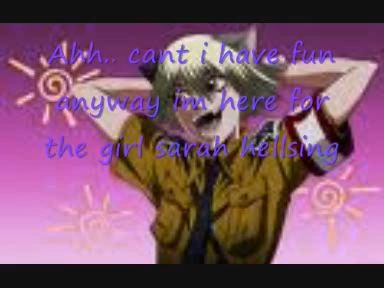 Ahh.. cant i have fun
anyway im here for
the girl sarah hellsing